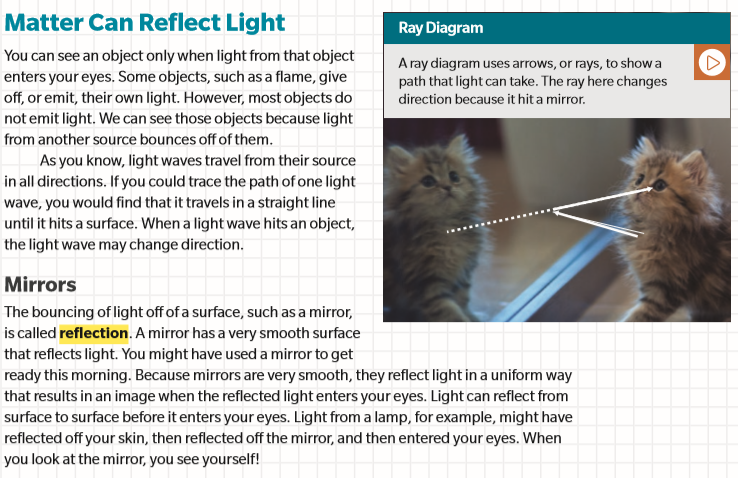 Matter Can Reflect Light
You can see an object only when light from that object
enters your eyes. Some objects, such as a flame, give
off, or emit, their own light. However, most objects do
not emit light. We can see those objects because light
from another source bounces off of them.
As you know, light waves travel from their source
in all directions. If you could trace the path of one light
wave, you would find that it travels in a straight line
until it hits a surface. When a light wave hits an object,
the light wave may change direction.
Mirrors
The bouncing of light off of a surface, such as a mirror,
is called reflection. A mirror has a very smooth surface
that reflects light. You might have used a mirror to get
ready this morning. Because mirrors are very smooth, they reflect light in a uniform way
that results in an image when the reflected light enters your eyes. Light can reflect from
surface to surface before it enters your eyes. Light from a lamp, for example, might have
reflected off your skin, then reflected off the mirror, and then entered your eyes. When
you look at the mirror, you see yourself!
Ray Diagram
A ray diagram uses arrows, or rays, to show a
path that light can take. The ray here changes
direction because it hit a mirror.